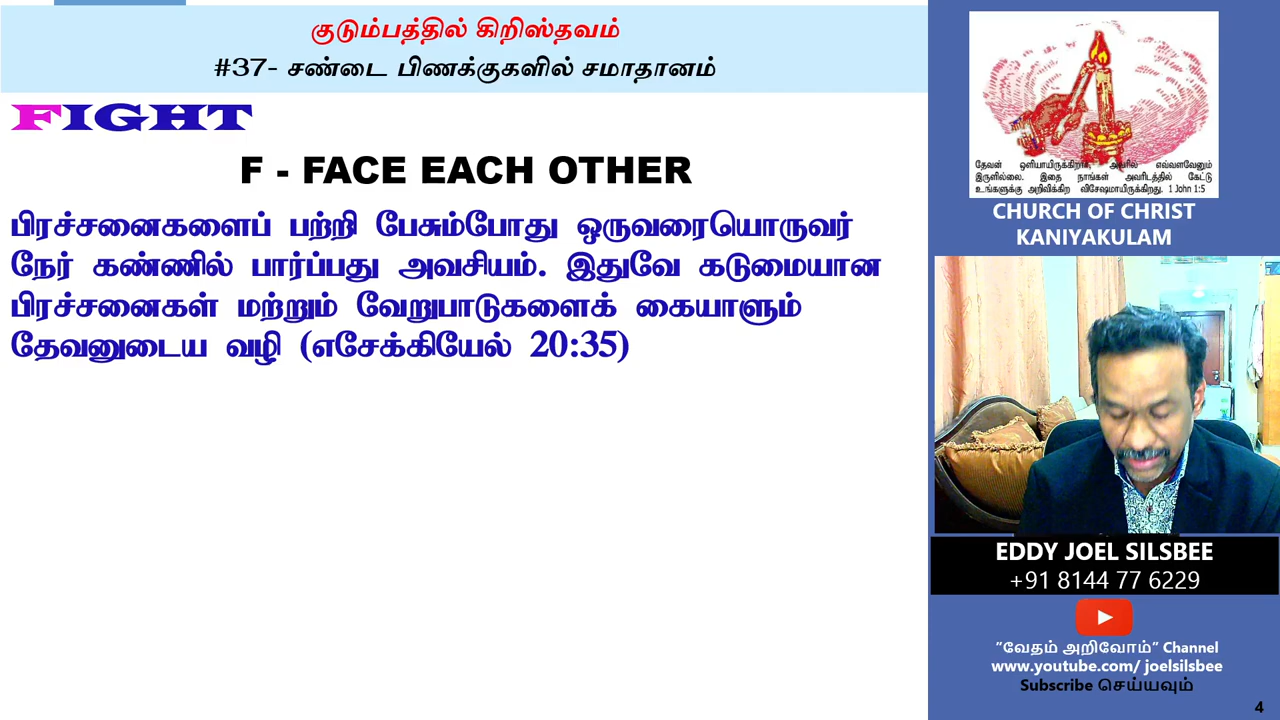 குடும்பத்தில் கிறிஸ்தவம்
#37- சண்டை பிணக்குகளில் சமாதானம்
FIGHT
F - FACE EACH OTHER
பிரச்சனைகளைப் பற்றி பேசும்போது ஒருவரையொருவர்
நேர் கண்ணில் பார்ப்பது அவசியம். இதுவே கடுமையான
பிரச்சனைகள் மற்றும் வேறுபாடுகளைக் கையாளும்
தேவனுடைய வழி (எசேக்கியேல் 20:35)
தேவன் ஒளியாயிருக்கிறார், அவரில் எவ்வளவேனும்
இருளில்லை. இதை நாங்கள் அவரிடத்தில் கேட்டு
உங்களுக்கு அறிவிக்கிற விசேஷமாயிருக்கிறது. 1 John 1:5
CHURCH OF CHRIST
KANIYAKULAM
EDDY JOEL SILSBEE
+91 8144 77 6229
"வேதம் அறிவோம்" Channel
www.youtube.com/ joelsilsbee
Subscribe செய்யவும்
4